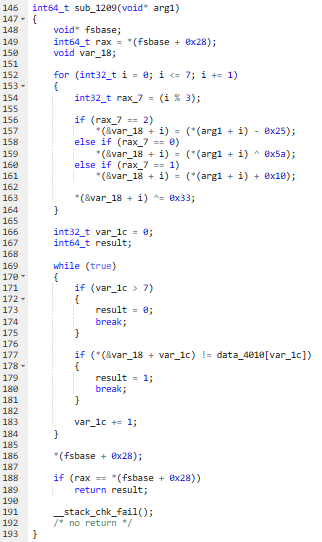 146 int64_t sub_1209(void* arg1)
147 {
148     void* fsbase;
149     int64_t rax = *(fsbase + 0x28);
150     void var_18;
151
152     for (int32_t i = 0; i <= 7; i += 1)
153     {
154         int32_t rax_7 = (i % 3);
155
156         if (rax_7 == 2)
157             *(&var_18 + i) = (*(arg1 + i) - 0x25);
158         else if (rax_7 == 0)
159             *(&var_18 + i) = (*(arg1 + i) ^ 0x5a);
160         else if (rax_7 == 1)
161             *(&var_18 + i) = (*(arg1 + i) + 0x10);
162
163         *(&var_18 + i) ^= 0x33;
164     }
165
166     int32_t var_1c = 0;
167     int64_t result;
168
169     while (true)
170     {
171         if (var_1c > 7)
172         {
173             result = 0;
174             break;
175         }
176
177         if (*(&var_18 + var_1c) != data_4010[var_1c])
178         {
179             result = 1;
180             break;
181         }
182
183         var_1c += 1;
184     }
185
186     *(fsbase + 0x28);
187
188     if (rax == *(fsbase + 0x28))
189         return result;
190
191     __stack_chk_fail();
192     /* no return */
193 }